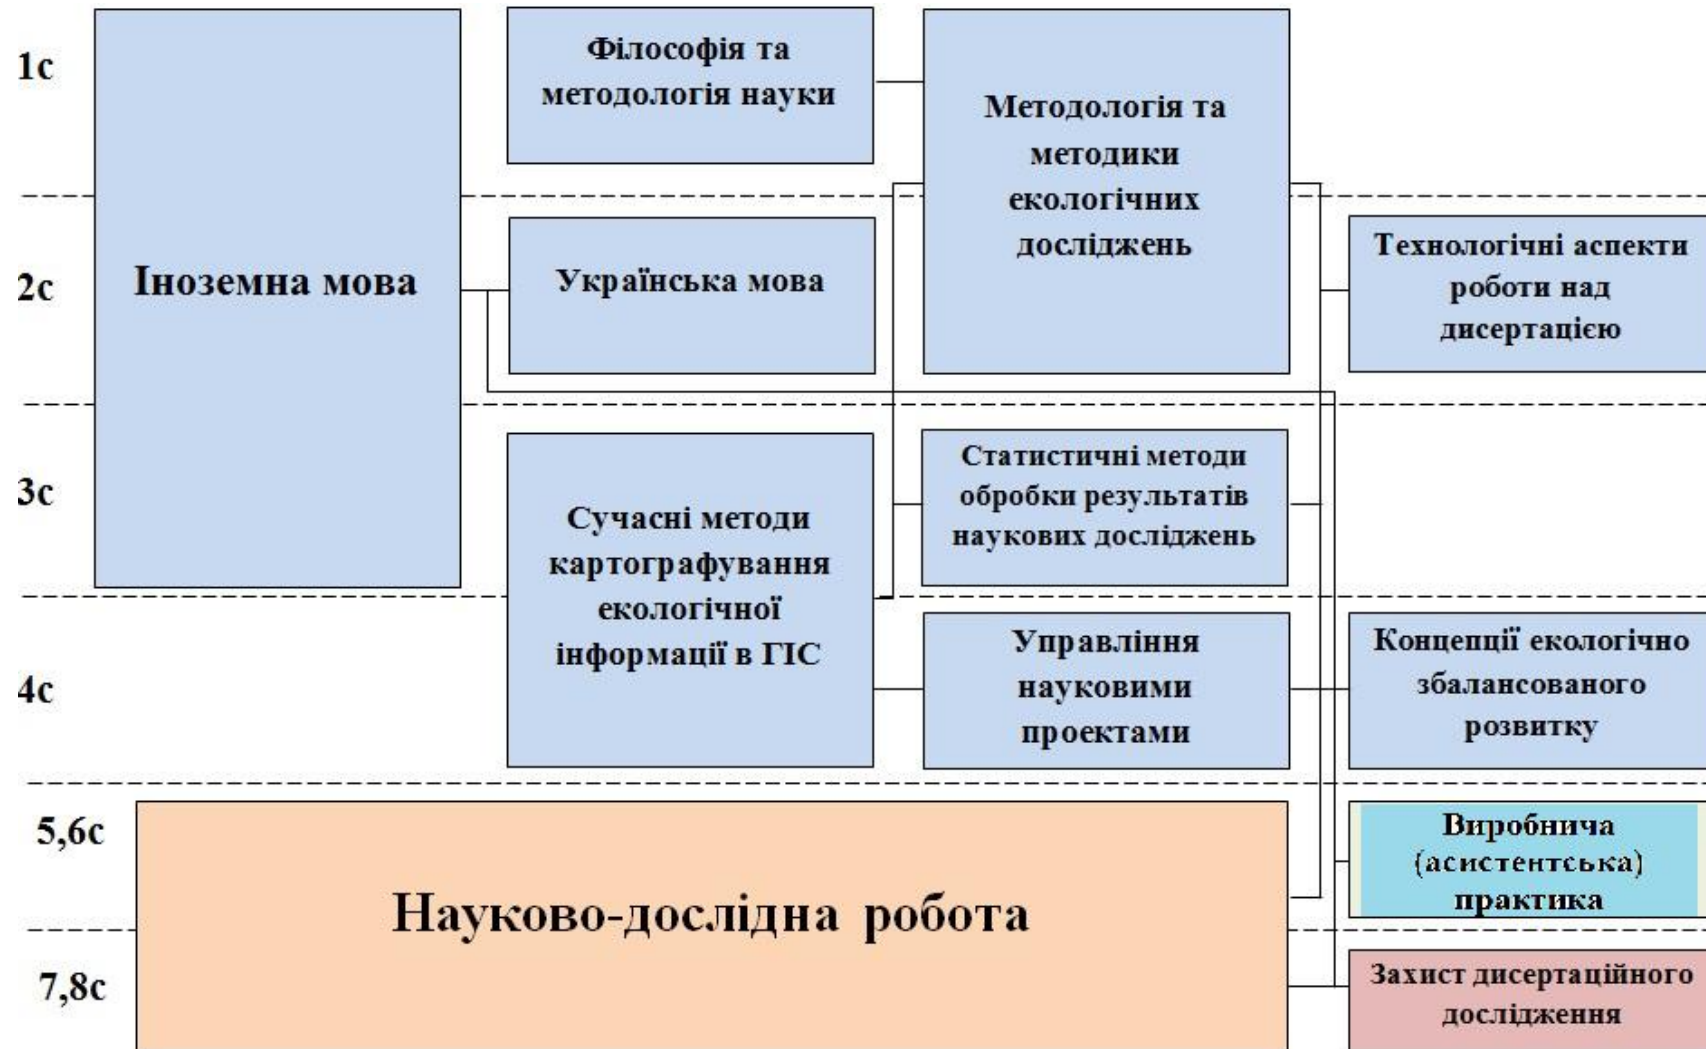 1с
Філософія та
методологія науки
Методологія та
методики
екологічних
досліджень
2с
Іноземна мова
Українська мова
Технологічні аспекти
роботи над
дисертацією
3с
Сучасні методи
картографування
екологічної
інформації в ГІС
Статистичні методи
обробки результатів
наукових досліджень
4с
Управління
науковими
проектами
Концепції екологічно
збалансованого
розвитку
5,6с
Науково-дослідна робота
Виробнича
(асистентська)
практика
7,8с
Захист дисертаційного
дослідження